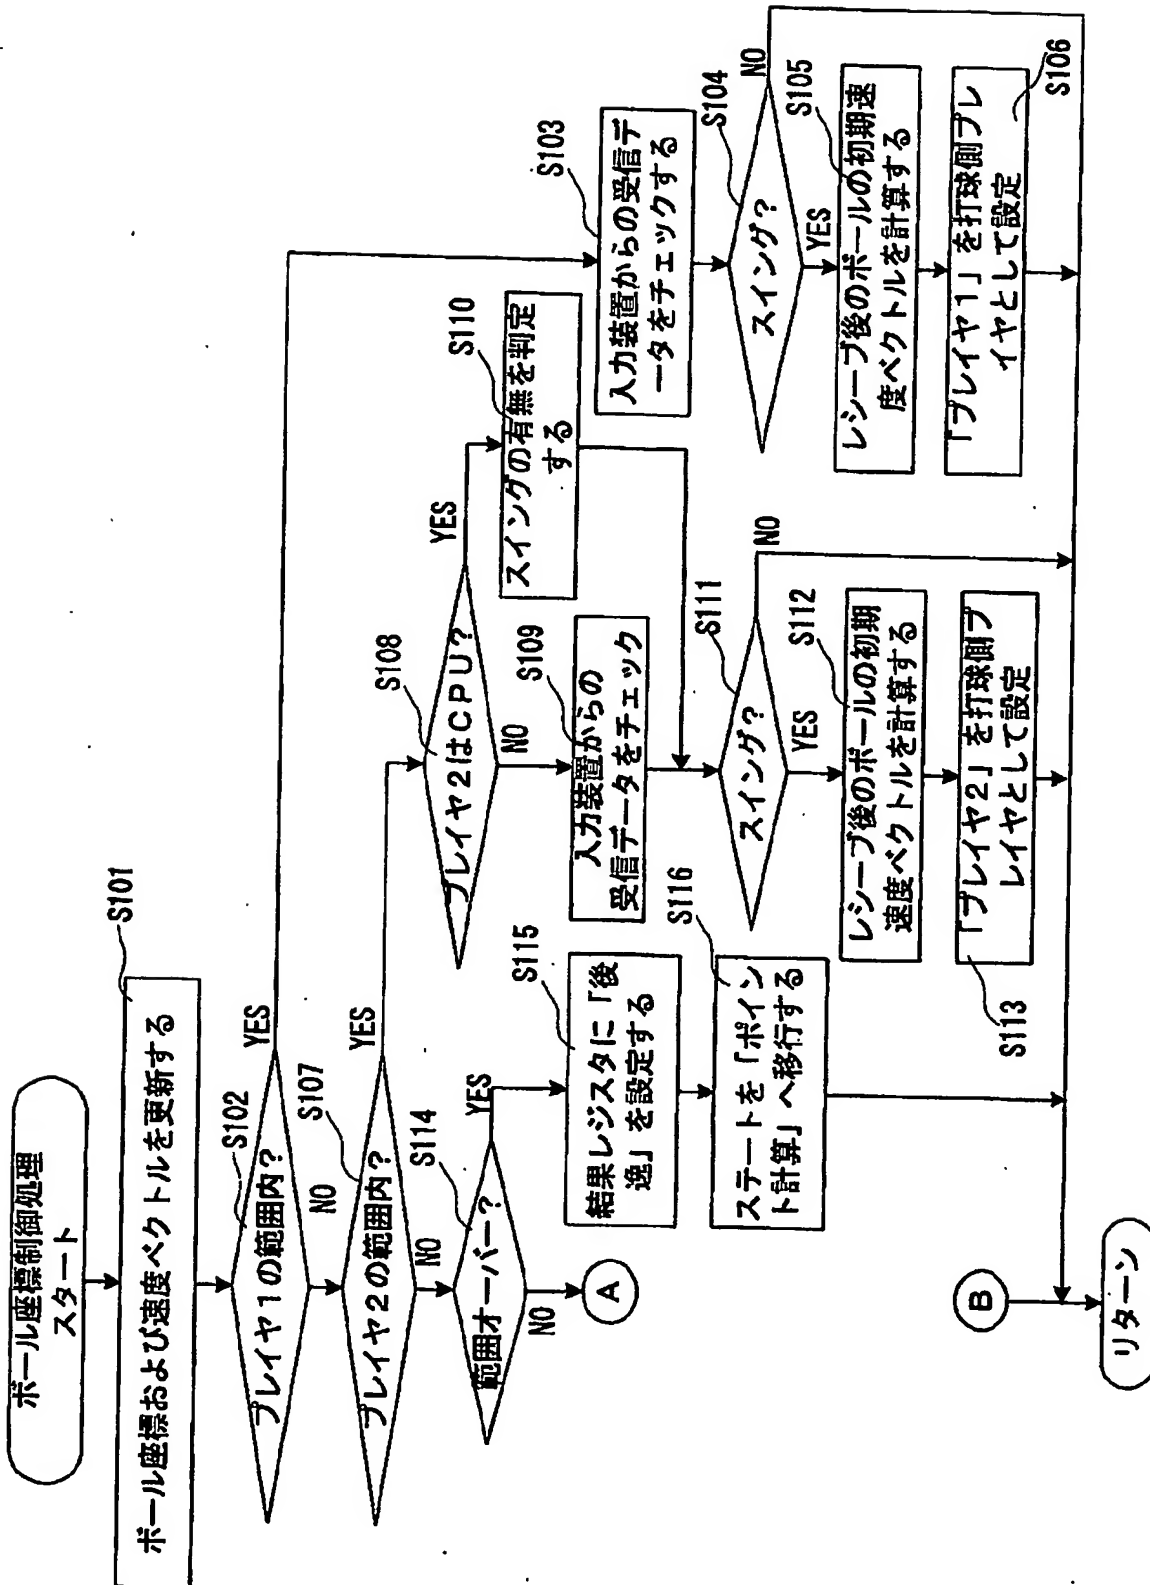 ボール座標制御処理
スタート
S101
ボール座標および速度ベクトルを更新する
S102
プレイヤ1の範囲内?
YES
NO
S107
プレイヤ2の範囲内?
YES
NO
S114
範囲オーバー?
YES
NO
A
S115
結果レジスタに「後
逸」を設定する
S116
ステートを「ポイン
ト計算」へ移行する
S108
プレイヤ2はCPU?
YES
NO
S109
入力装置からの
受信データをチェック
S110
スイングの有無を判定
する
S111
スイング?
NO
YES
S112
レシーブ後のボールの初期
速度ベクトルを計算する
S113
「プレイヤ2」を打球側プ
レイヤとして設定
S103
入力装置からの受信デ
ータをチェックする
S104
スイング?
NO
YES
S105
レシーブ後のボールの初期速
度ベクトルを計算する
S106
「プレイヤ1」を打球側プレ
イヤとして設定
B
リターン